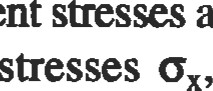 ent stresses a
stresses σₓ,